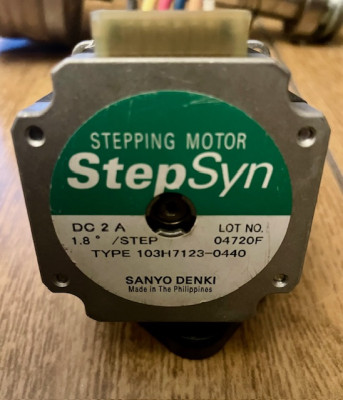 STEPPING MOTOR
StepSyn
DC 2 A LOT NO.
1.8° /STEP 04720F
TYPE 103H7123-0440
SANYO DENKI
Made in The Philippines